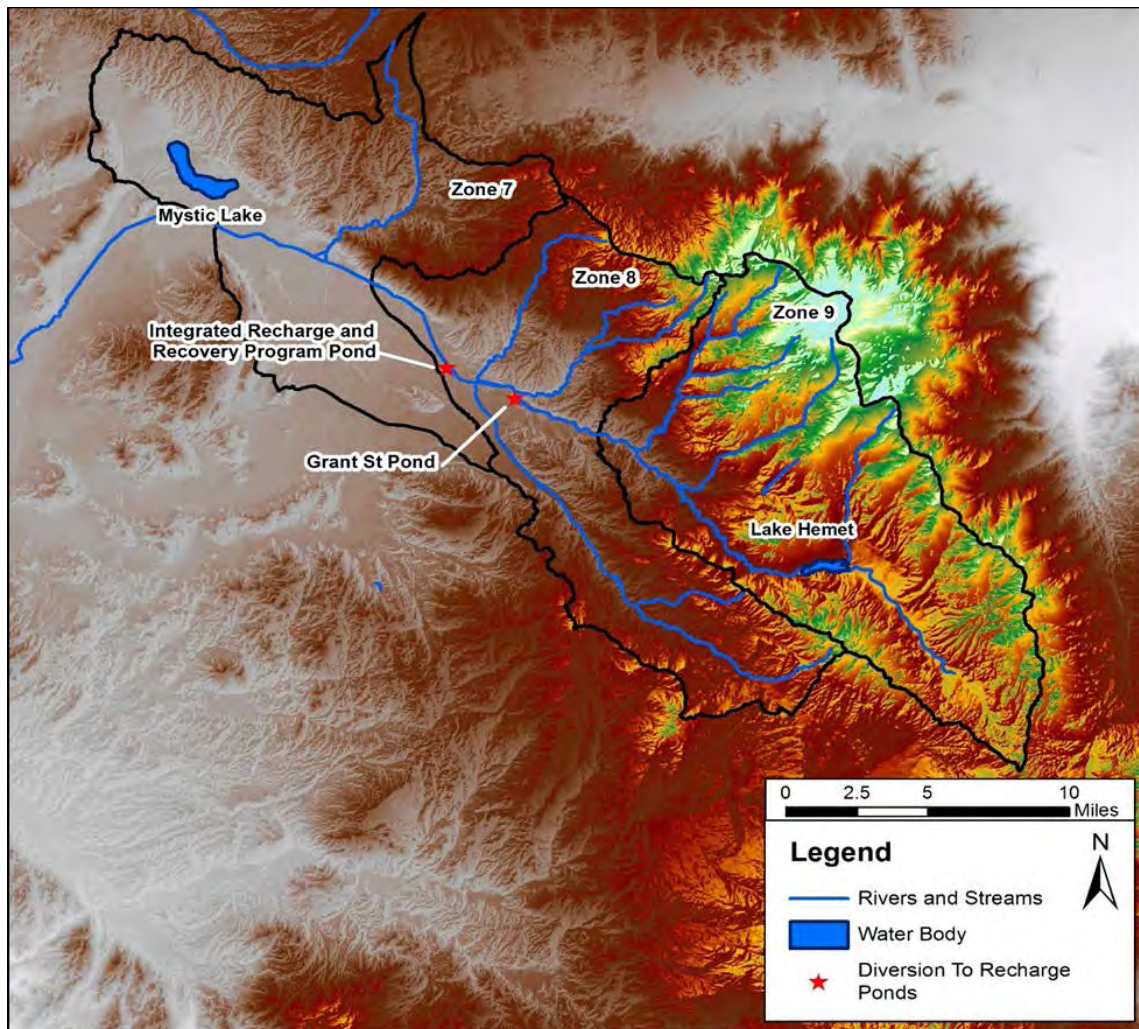 Zone 7
Mystic Lake
Zone 8
Zone 9
Integrated Recharge and
Recovery Program Pond
Grant St Pond
Lake Hemet
0 2.5 5 10
Miles
Legend
N
Rivers and Streams
Water Body
Diversion To Recharge
Ponds